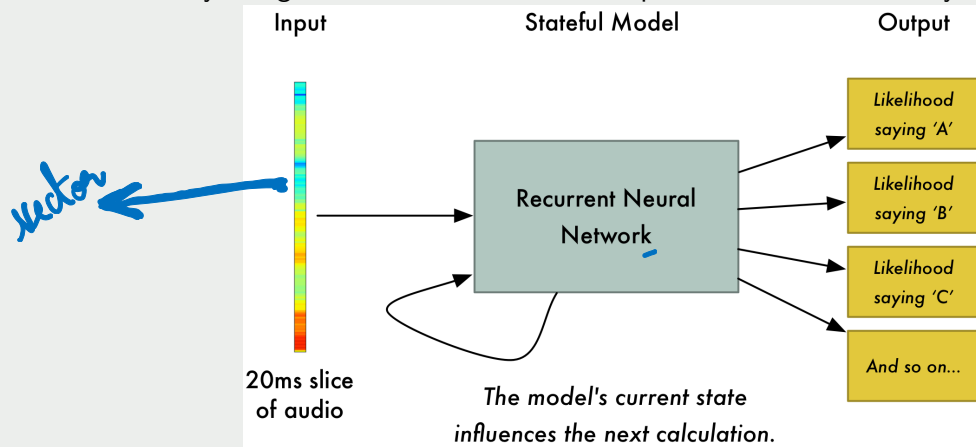 Input
Stateful Model
Output
Likelihood
saying ‘A’
vector
Recurrent Neural
Network
Likelihood
saying ‘B’
Likelihood
saying ‘C’
And so on...
20ms slice
of audio
The model's current state
influences the next calculation.